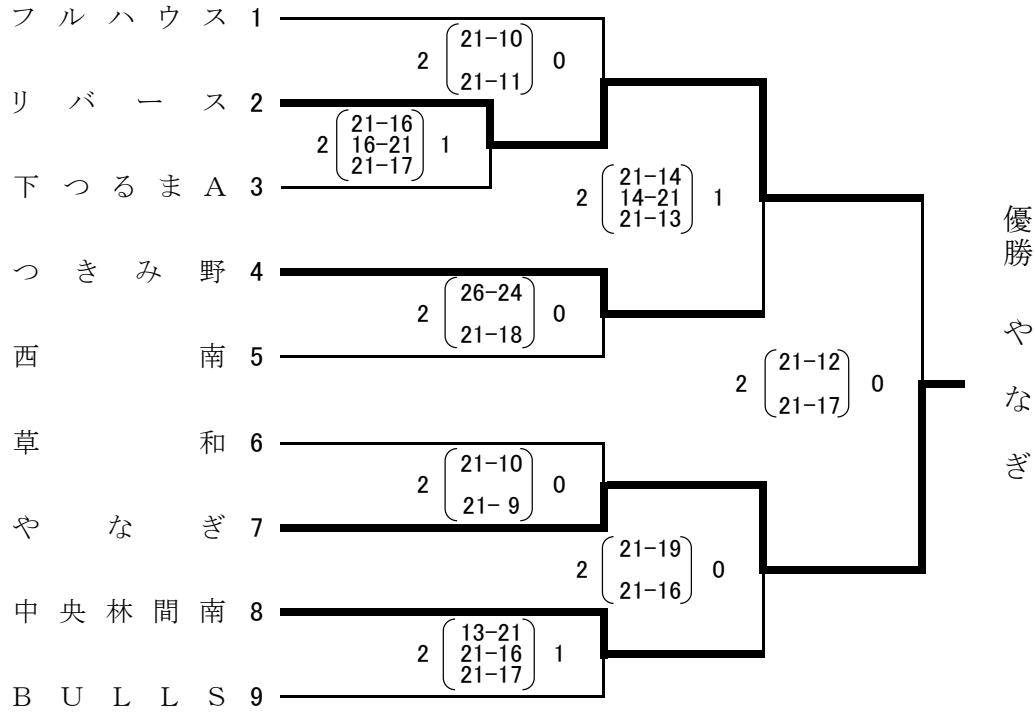 フルハウス 1
2 21-10 0
21-11
リバース 2
2 21-16 1
16-21
21-17
下つるまA 3
2 21-14 1
14-21
21-13
つきみ野 4
2 26-24 0
21-18
西南 5
2 21-12 0
21-17
草和 6
2 21-10 0
21- 9
やなぎ 7
2 21-19 0
21-16
中央林間南 8
2 13-21 1
21-16
21-17
BULLS 9
優勝 やなぎ